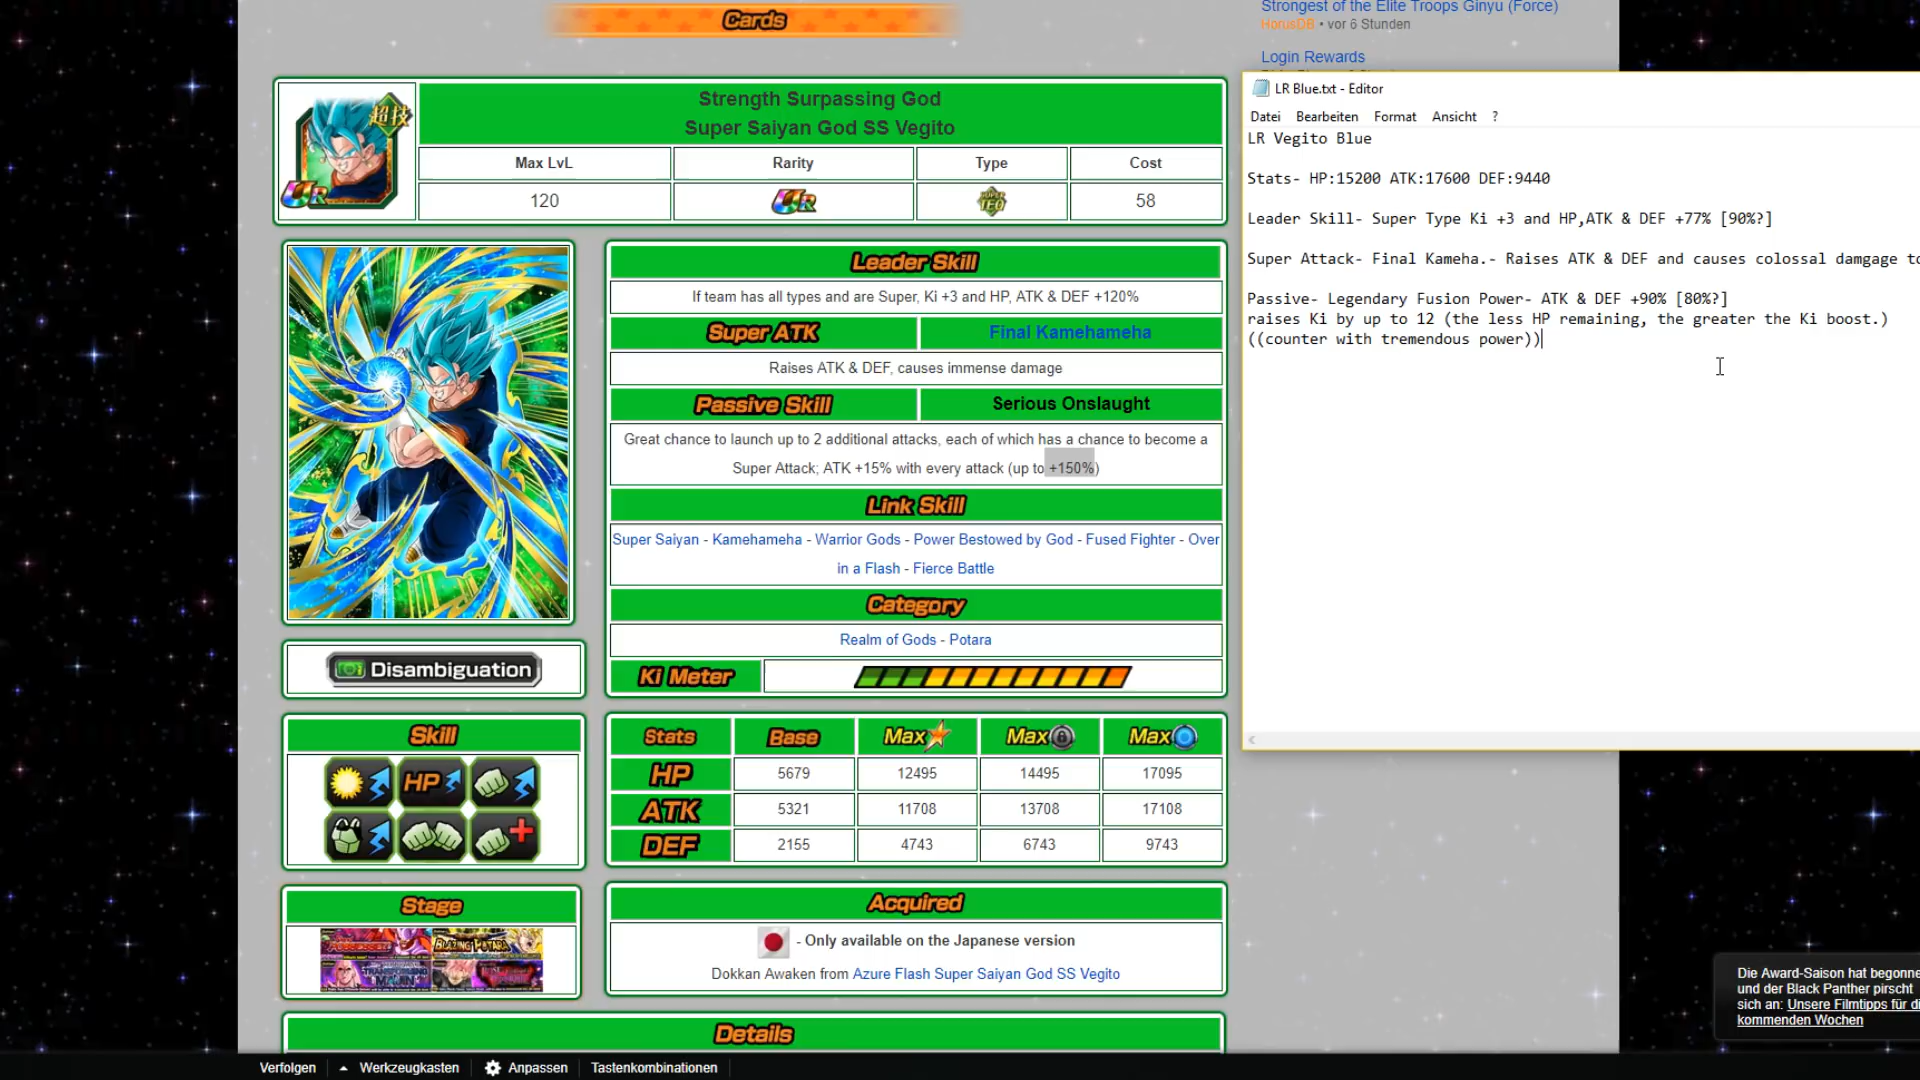 Cards
Strongest of the Elite Troops Ginyu (Force)
HorusDB • vor 6 Stunden
Login Rewards
Strength Surpassing God
Super Saiyan God SS Vegito
Max LvL
Rarity
Type
Cost
120
UR
SUPER TEQ
58
超技
UR
Leader Skill
If team has all types and are Super, Ki +3 and HP, ATK & DEF +120%
Super ATK
Final Kamehameha
Raises ATK & DEF, causes immense damage
Passive Skill
Serious Onslaught
Great chance to launch up to 2 additional attacks, each of which has a chance to become a
Super Attack; ATK +15% with every attack (up to +150%)
Link Skill
Super Saiyan - Kamehameha - Warrior Gods - Power Bestowed by God - Fused Fighter - Over
in a Flash - Fierce Battle
Category
Realm of Gods - Potara
Ki Meter
Disambiguation
Skill
HP
Stats
Base
Max
Max
Max
HP
5679
12495
14495
17095
ATK
5321
11708
13708
17108
DEF
2155
4743
6743
9743
Stage
BLAZING POTARA
Acquired
- Only available on the Japanese version
Dokkan Awaken from Azure Flash Super Saiyan God SS Vegito
Details
LR Blue.txt - Editor
Datei Bearbeiten Format Ansicht ?
LR Vegito Blue
Stats- HP:15200 ATK:17600 DEF:9440
Leader Skill- Super Type Ki +3 and HP,ATK & DEF +77% [90%?]
Super Attack- Final Kameha.- Raises ATK & DEF and causes colossal damgage to
Passive- Legendary Fusion Power- ATK & DEF +90% [80%?]
raises Ki by up to 12 (the less HP remaining, the greater the Ki boost.)
((counter with tremendous power))
Die Award-Saison hat begonne
und der Black Panther pirscht
sich an: Unsere Filmtipps für di
kommenden Wochen
Verfolgen
Werkzeugkasten
Anpassen
Tastenkombinationen